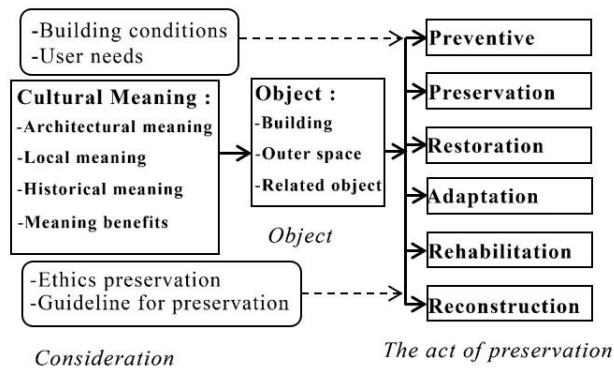 -Building conditions
-User needs
Cultural Meaning :
-Architectural meaning
-Local meaning
-Historical meaning
-Meaning benefits
-Ethics preservation
-Guideline for preservation
Consideration
Object :
-Building
-Outer space
-Related object
Object
Preventive
Preservation
Restoration
Adaptation
Rehabilitation
Reconstruction
The act of preservation